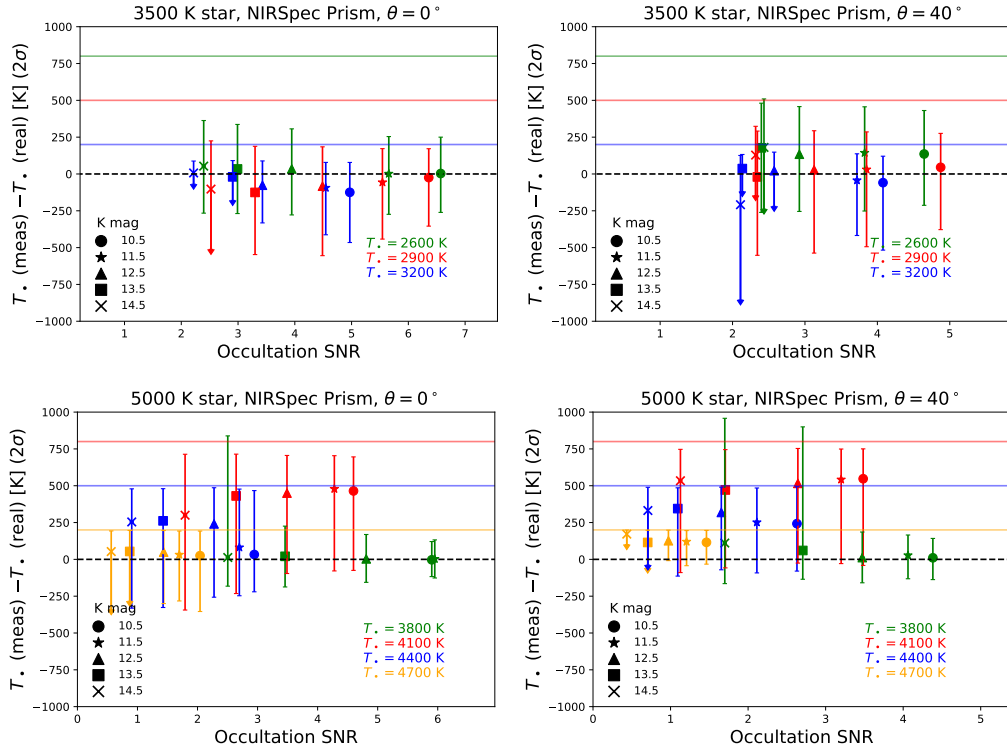 3500 K star, NIRSpec Prism, θ = 0°
T• (meas) − T• (real) [K] (2σ)
1000
750
500
250
0
−250
−500
−750
−1000
K mag
10.5
11.5
12.5
13.5
14.5
T• = 2600 K
T• = 2900 K
T• = 3200 K
1 2 3 4 5 6 7
Occultation SNR
3500 K star, NIRSpec Prism, θ = 40°
T• (meas) − T• (real) [K] (2σ)
1000
750
500
250
0
−250
−500
−750
−1000
K mag
10.5
11.5
12.5
13.5
14.5
T• = 2600 K
T• = 2900 K
T• = 3200 K
1 2 3 4 5
Occultation SNR
5000 K star, NIRSpec Prism, θ = 0°
T• (meas) − T• (real) [K] (2σ)
1000
750
500
250
0
−250
−500
−750
−1000
K mag
10.5
11.5
12.5
13.5
14.5
T• = 3800 K
T• = 4100 K
T• = 4400 K
T• = 4700 K
0 1 2 3 4 5 6
Occultation SNR
5000 K star, NIRSpec Prism, θ = 40°
T• (meas) − T• (real) [K] (2σ)
1000
750
500
250
0
−250
−500
−750
−1000
K mag
10.5
11.5
12.5
13.5
14.5
T• = 3800 K
T• = 4100 K
T• = 4400 K
T• = 4700 K
0 1 2 3 4 5
Occultation SNR